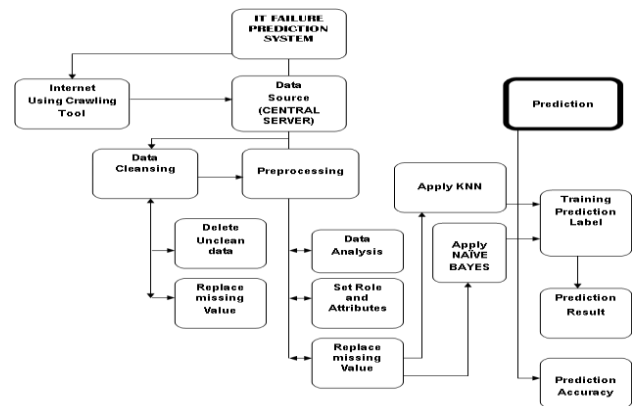 IT FAILURE
PREDICTION
SYSTEM
Internet
Using Crawling
Tool
Data
Source
(CENTRAL
SERVER)
Prediction
Data
Cleansing
Preprocessing
Apply KNN
Training
Prediction
Label
Delete
Unclean
data
Data
Analysis
Apply
NAÏVE
BAYES
Replace
missing
Value
Set Role
and
Attributes
Prediction
Result
Replace
missing
Value
Prediction
Accuracy